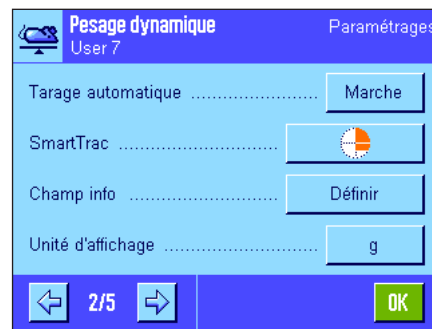 Pesage dynamique Paramétrages
User 7
Tarage automatique ...................... Marche
SmartTrac ..................................
Champ info ........................... Définir
Unité d'affichage ........................... g
2/5 OK